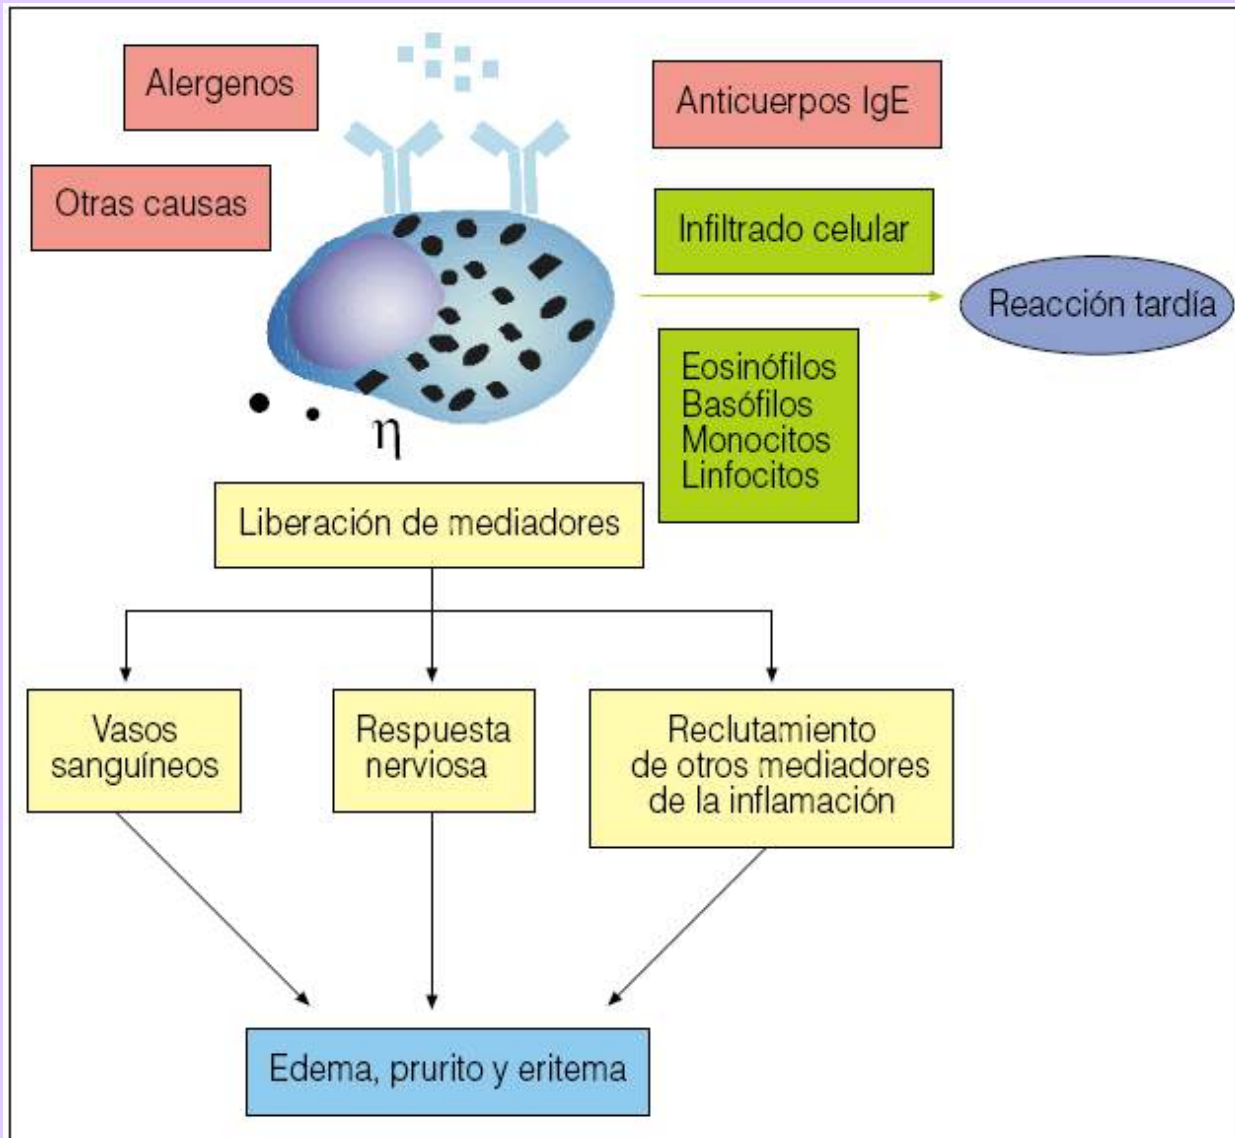 Alergenos
Anticuerpos IgE
Otras causas
Infiltrado celular
Reacción tardía
Eosinófilos
Basófilos
Monocitos
Linfocitos
η
Liberación de mediadores
Vasos
sanguíneos
Respuesta
nerviosa
Reclutamiento
de otros mediadores
de la inflamación
Edema, prurito y eritema